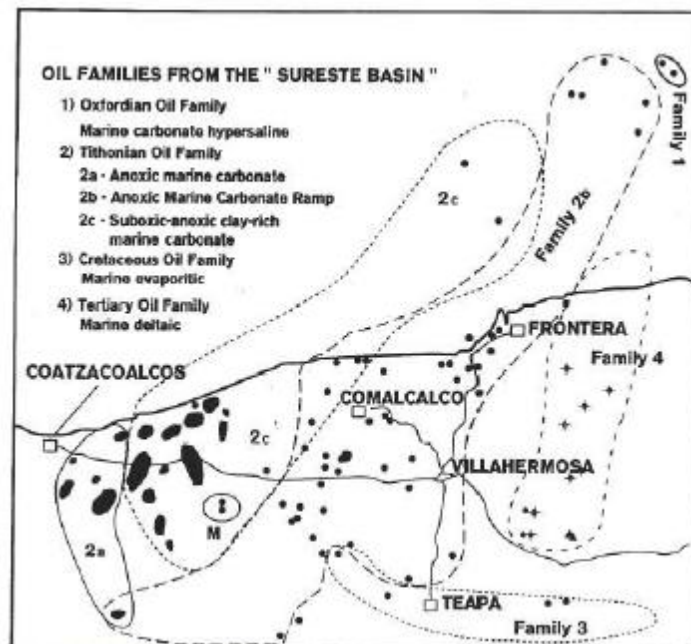 OIL FAMILIES FROM THE " SURESTE BASIN "
1) Oxfordian Oil Family
Marine carbonate hypersaline
2) Tithonian Oil Family
2a - Anoxic marine carbonate
2b - Anoxic Marine Carbonate Ramp
2c - Suboxic-anoxic clay-rich
marine carbonate
3) Cretaceous Oil Family
Marine evaporitic
4) Tertiary Oil Family
Marine deltaic
Family 1
2c
Family 2b
FRONTERA
Family 4
COATZACOALCOS
COMALCALCO
2c
VILLAHERMOSA
M
2a
TEAPA
Family 3